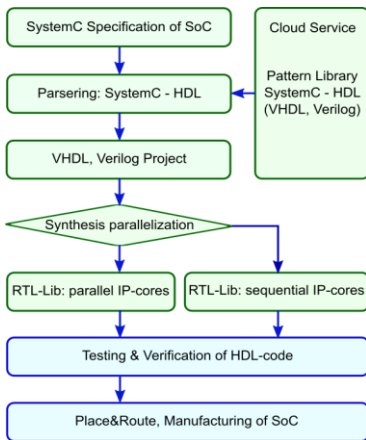 SystemC Specification of SoC
Cloud Service
Pattern Library
SystemC - HDL
(VHDL, Verilog)
Parsering: SystemC - HDL
VHDL, Verilog Project
Synthesis parallelization
RTL-Lib: parallel IP-cores
RTL-Lib: sequential IP-cores
Testing & Verification of HDL-code
Place&Route, Manufacturing of SoC